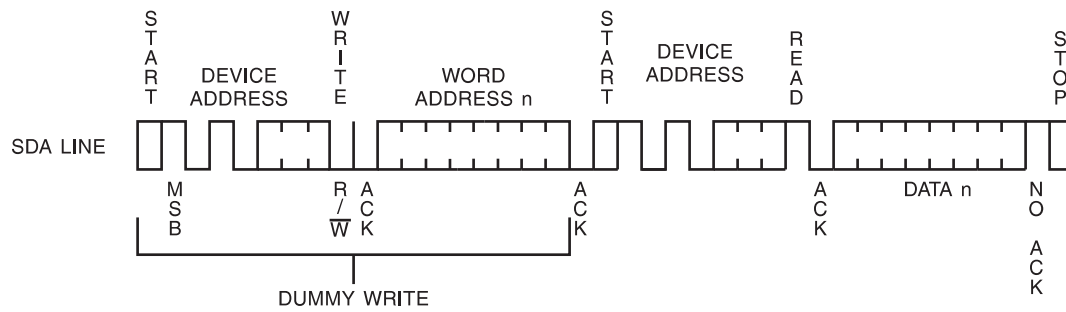 START
WRITE
START
READ
STOP
DEVICE
ADDRESS
WORD
ADDRESS n
DEVICE
ADDRESS
SDA LINE
MSB
R/W
ACK
ACK
ACK
DATA n
NO ACK
DUMMY WRITE